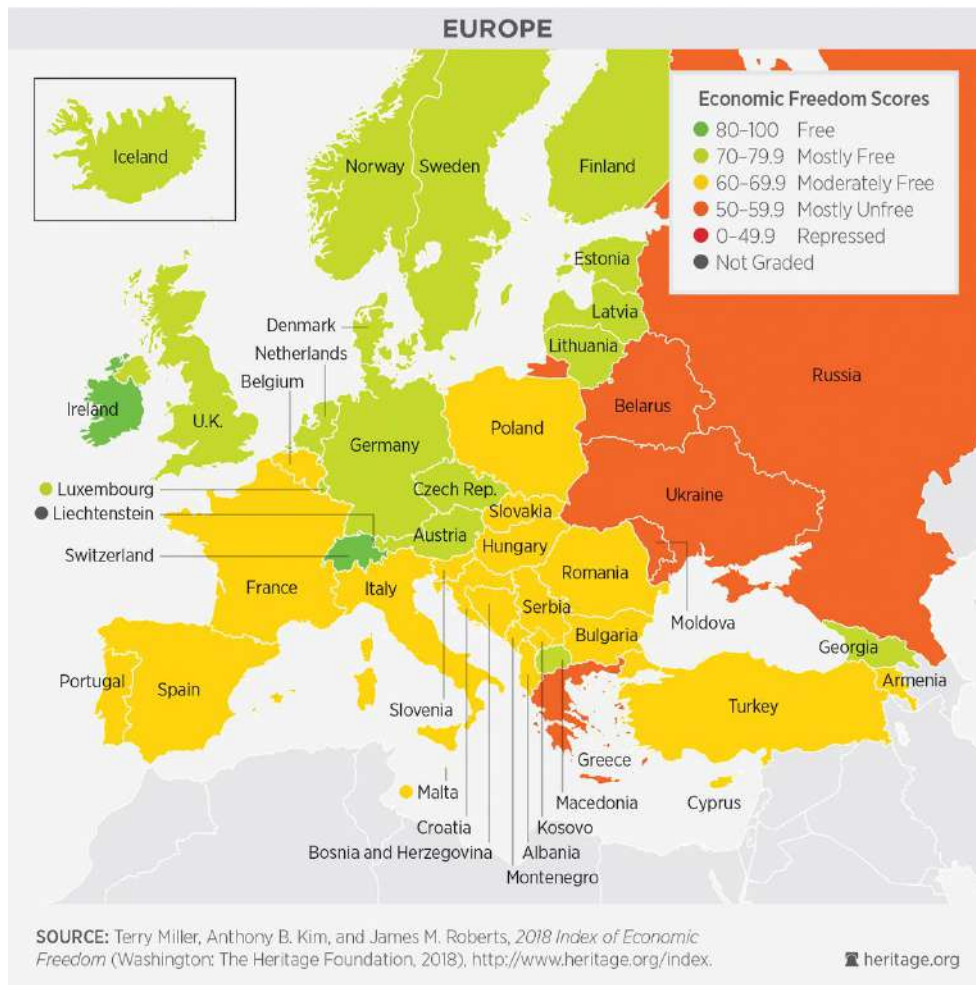 EUROPE
Economic Freedom Scores
80–100 Free
70–79.9 Mostly Free
60–69.9 Moderately Free
50–59.9 Mostly Unfree
0–49.9 Repressed
Not Graded
Iceland
Norway
Sweden
Finland
Estonia
Latvia
Lithuania
Denmark
Netherlands
Belgium
Ireland
U.K.
Germany
Poland
Belarus
Russia
Luxembourg
Liechtenstein
Switzerland
Czech Rep.
Slovakia
Ukraine
Austria
Hungary
France
Italy
Romania
Serbia
Bulgaria
Moldova
Georgia
Armenia
Portugal
Spain
Slovenia
Turkey
Greece
Malta
Macedonia
Cyprus
Croatia
Kosovo
Bosnia and Herzegovina
Albania
Montenegro
SOURCE: Terry Miller, Anthony B. Kim, and James M. Roberts, 2018 Index of Economic
Freedom (Washington: The Heritage Foundation, 2018), http://www.heritage.org/index.
heritage.org